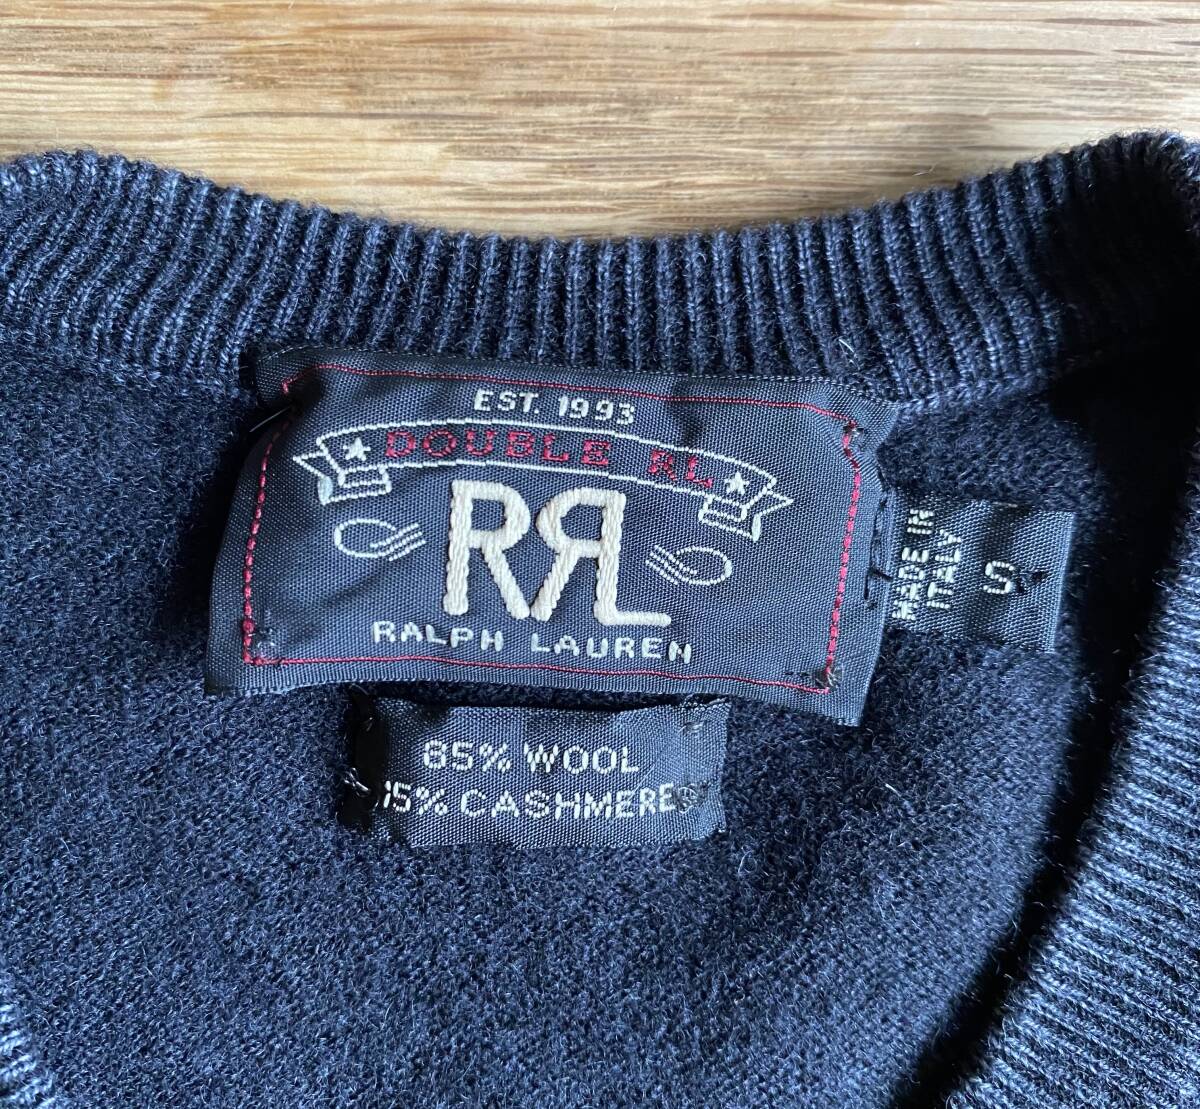 EST. 1993
DOUBLE RL
RRL
RALPH LAUREN
MADE IN
ITALY
S
85% WOOL
15% CASHMERE